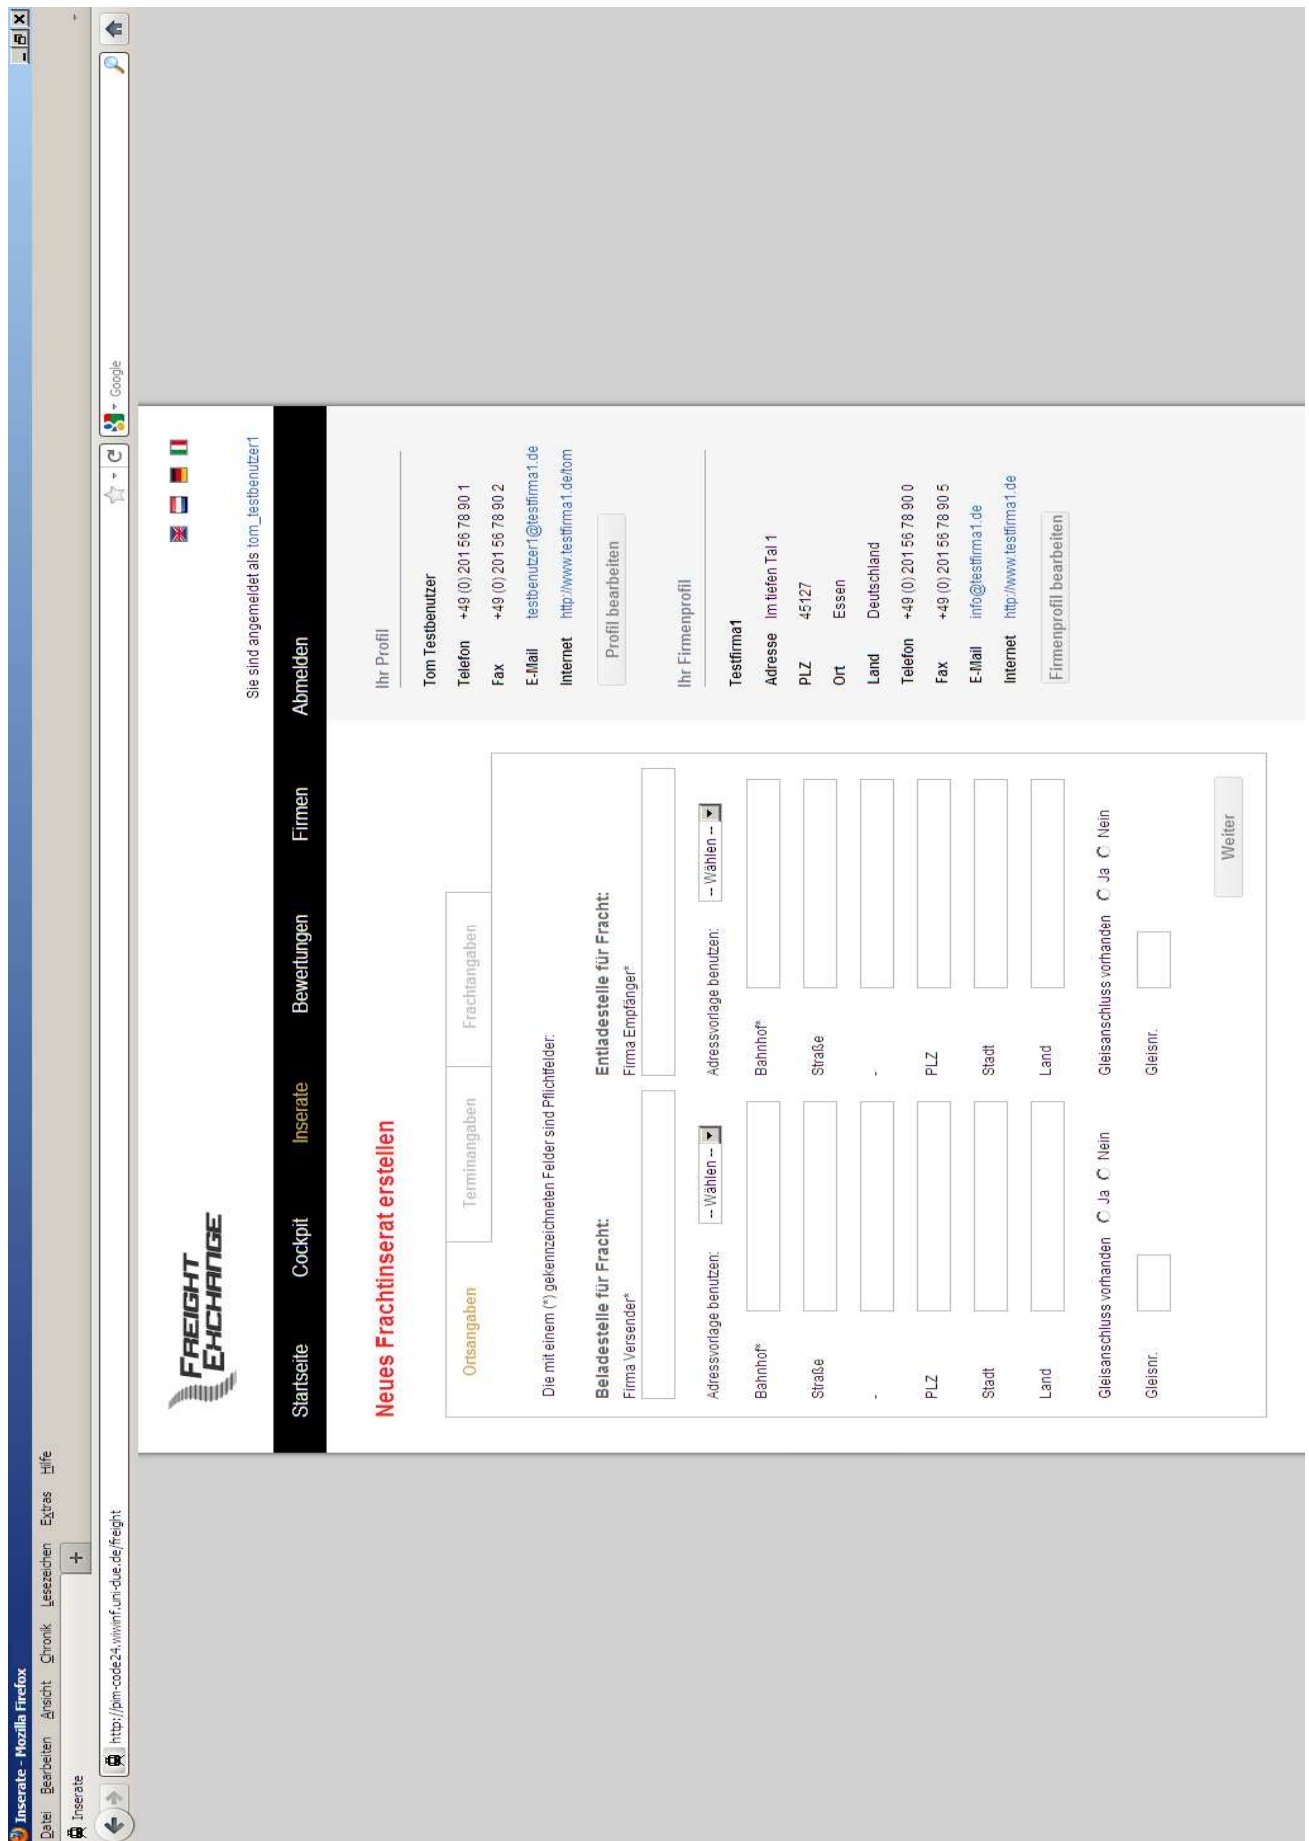 Inserate - Mozilla Firefox
Datei Bearbeiten Ansicht Chronik Lesezeichen Extras Hilfe
Inserate
+
http://pim-code24.wiwinf.uni-due.de/freight
Google
FREIGHT
EXCHANGE
Sie sind angemeldet als tom_testbenutzer1
Startseite Cockpit Inserate Bewertungen Firmen Abmelden
Neues Frachtinserat erstellen
Ortsangaben Terminangaben Frachtangaben
Die mit einem (*) gekennzeichneten Felder sind Pflichtfelder:
Beladestelle für Fracht:
Firma Versender*
Adressvorlage benutzen: -- Wählen --
Bahnhof*
Straße
-
PLZ
Stadt
Land
Gleisanschluss vorhanden Ja Nein
Gleisnr.
Entladestelle für Fracht:
Firma Empfänger*
Adressvorlage benutzen: -- Wählen --
Bahnhof*
Straße
-
PLZ
Stadt
Land
Gleisanschluss vorhanden Ja Nein
Gleisnr.
Weiter
Ihr Profil
Tom Testbenutzer
Telefon +49 (0) 201 56 78 90 1
Fax +49 (0) 201 56 78 90 2
E-Mail testbenutzer1@testfirma1.de
Internet http://www.testfirma1.de/tom
Profil bearbeiten
Ihr Firmenprofil
Testfirma1
Adresse Im tiefen Tal 1
PLZ 45127
Ort Essen
Land Deutschland
Telefon +49 (0) 201 56 78 90 0
Fax +49 (0) 201 56 78 90 5
E-Mail info@testfirma1.de
Internet http://www.testfirma1.de
Firmenprofil bearbeiten